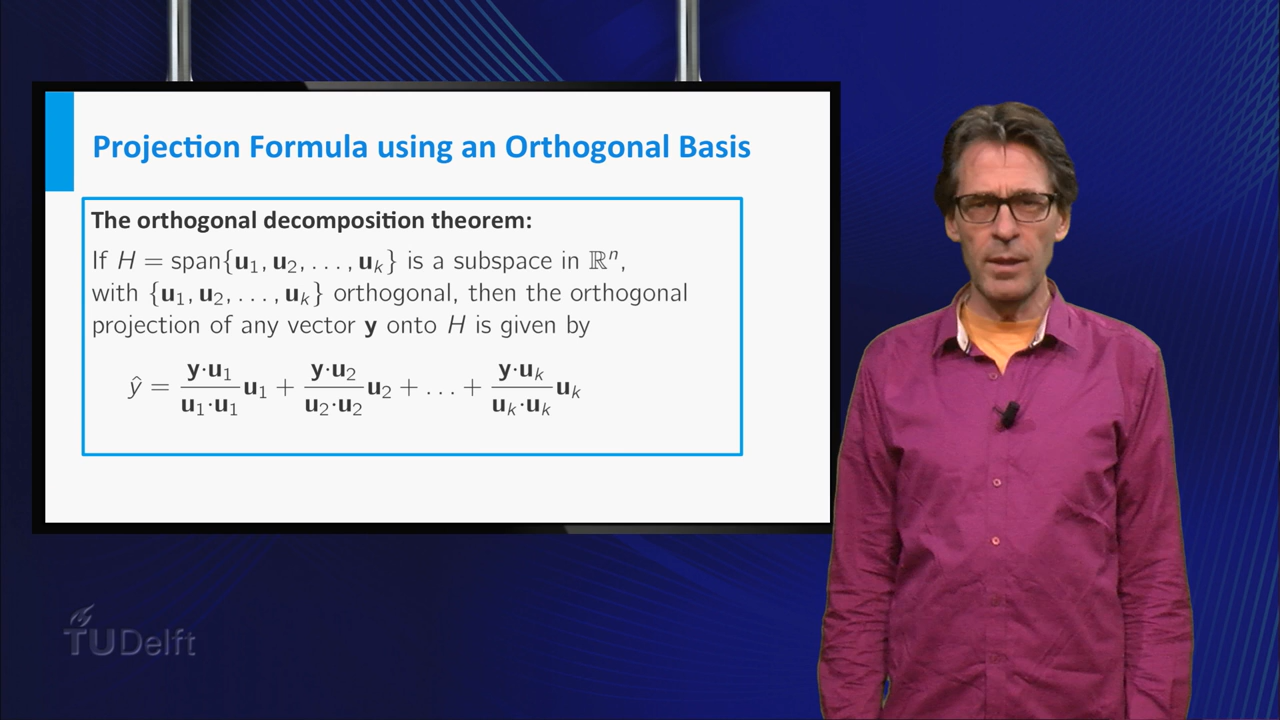 Projection Formula using an Orthogonal Basis
The orthogonal decomposition theorem:
If H = span{u₁, u₂, . . . , uₖ} is a subspace in ℝⁿ,
with {u₁, u₂, . . . , uₖ} orthogonal, then the orthogonal
projection of any vector y onto H is given by
ŷ = (y·u₁)/(u₁·u₁) u₁ + (y·u₂)/(u₂·u₂) u₂ + . . . + (y·uₖ)/(uₖ·uₖ) uₖ
TUDelft